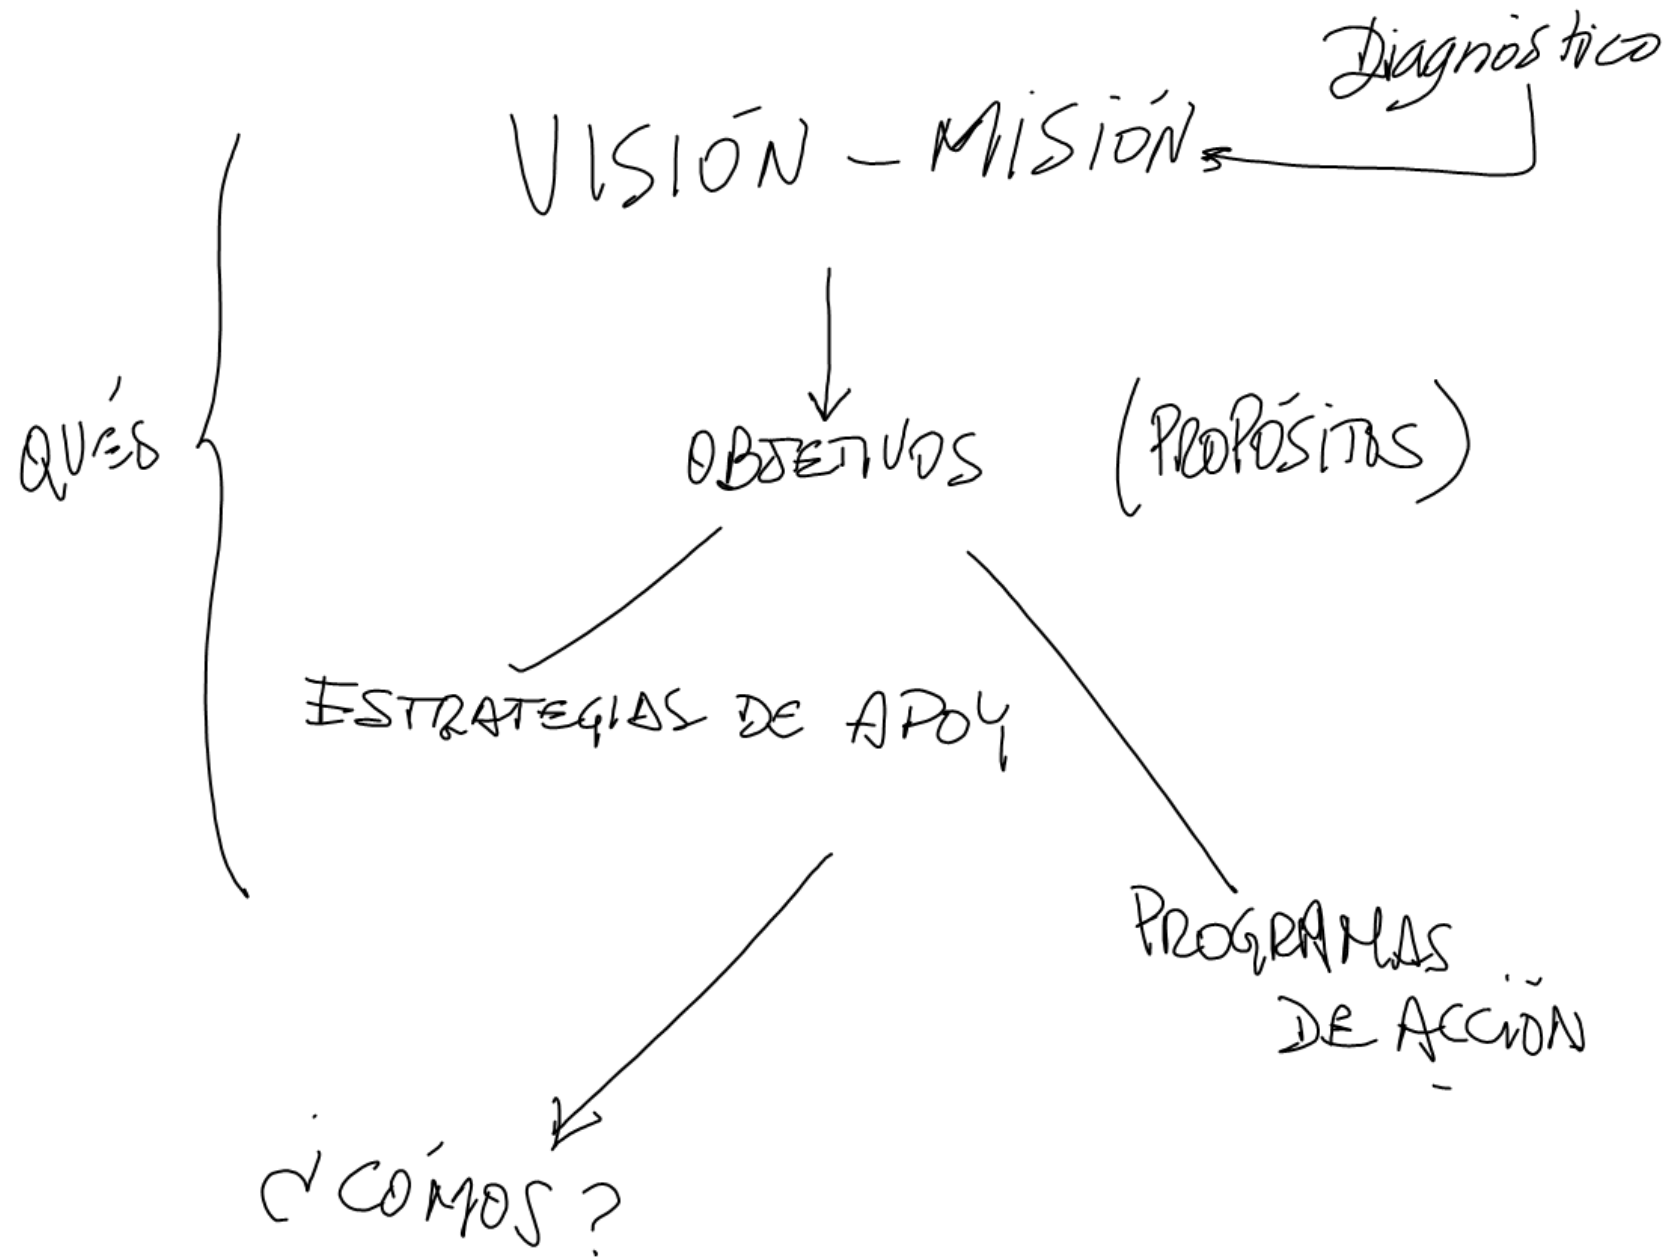 Diagnóstico
VISIÓN - MISIÓN
QUÉS
OBJETIVOS (PROPÓSITOS)
ESTRATEGIAS DE APOY
PROGRAMAS
DE ACCIÓN
¿CÓMOS?